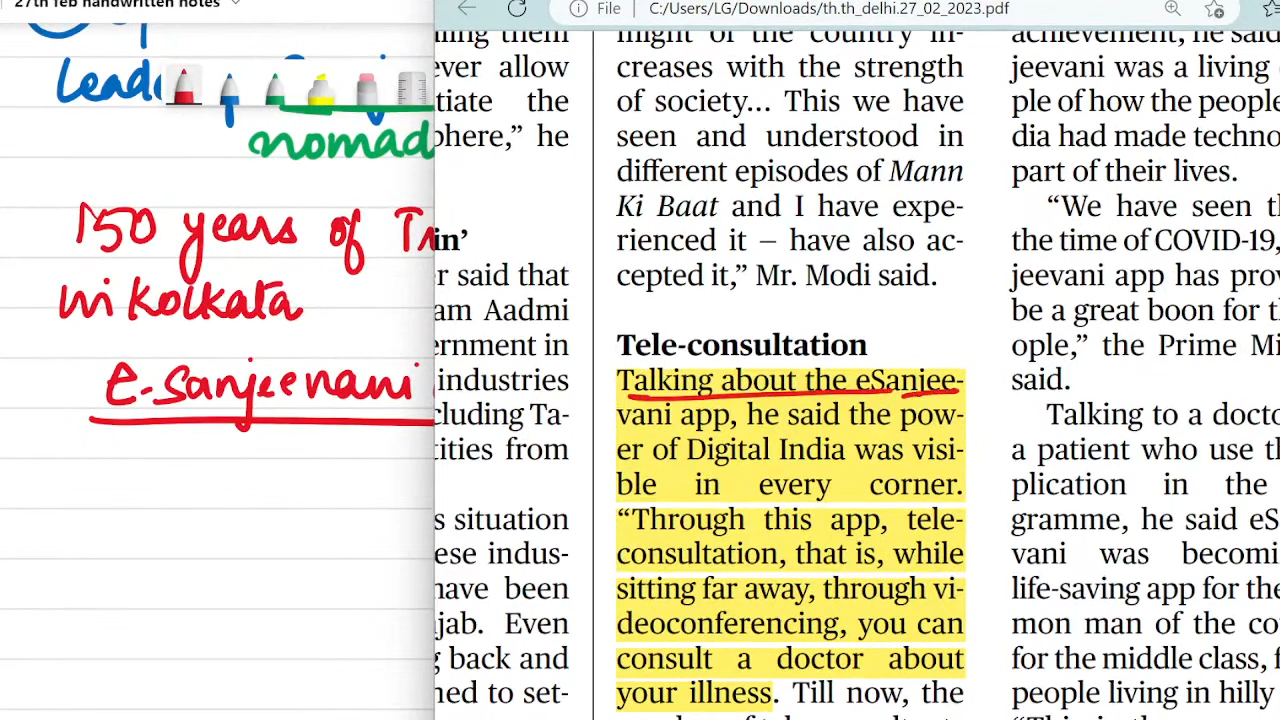 27th feb handwritten notes
File
C:/Users/LG/Downloads/th.th_delhi.27_02_2023.pdf
nomad
150 years of
in Kolkata
e-sanjeevani
them
ever allow
tiate the
phere,” he
in’
r said that
am Aadmi
ernment in
industries
cluding Ta-
tities from
s situation
ese indus-
have been
jab. Even
back and
ned to set-
might of the country in-
creases with the strength
of society... This we have
seen and understood in
different episodes of Mann
Ki Baat and I have expe-
rienced it – have also ac-
cepted it,” Mr. Modi said.
Tele-consultation
Talking about the eSanjee-
vani app, he said the pow-
er of Digital India was visi-
ble in every corner.
“Through this app, tele-
consultation, that is, while
sitting far away, through vi-
deoconferencing, you can
consult a doctor about
your illness. Till now, the
achievement, he said
jeevani was a living
ple of how the people
dia had made techno
part of their lives.
“We have seen th
the time of COVID-19,
jeevani app has prov
be a great boon for th
ople,” the Prime Mi
said.
Talking to a docto
a patient who use th
plication in the
gramme, he said eS
vani was becomi
life-saving app for the
mon man of the co
for the middle class, f
people living in hilly